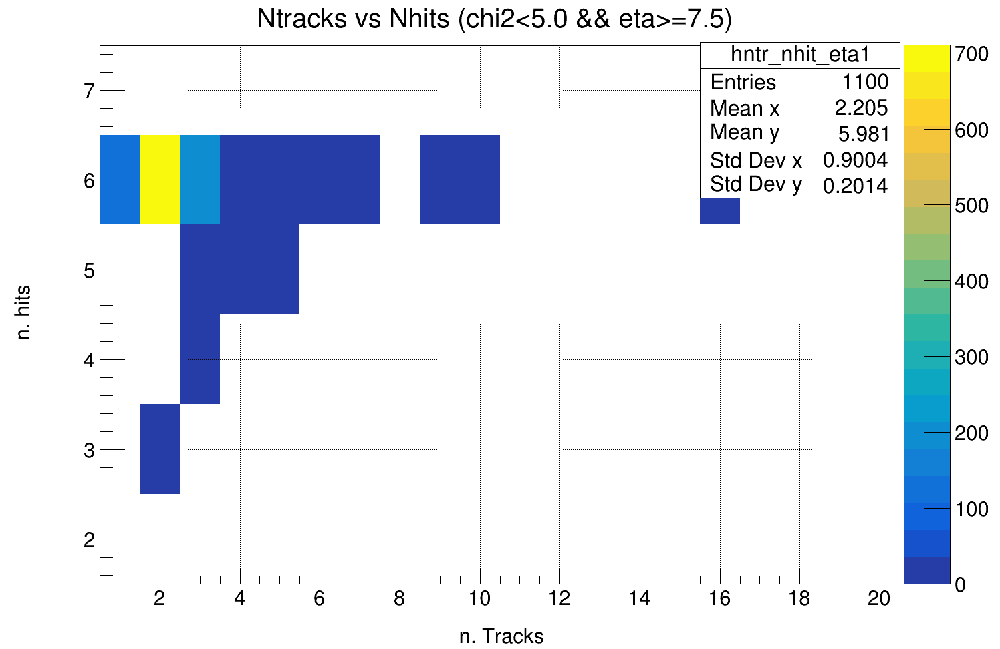 Ntracks vs Nhits (chi2<5.0 && eta>=7.5)
hntr_nhit_eta1
Entries 1100
Mean x 2.205
Mean y 5.981
Std Dev x 0.9004
Std Dev y 0.2014
7
6
5
4
3
2
n. hits
2 4 6 8 10 12 14 16 18 20
n. Tracks
700
600
500
400
300
200
100
0